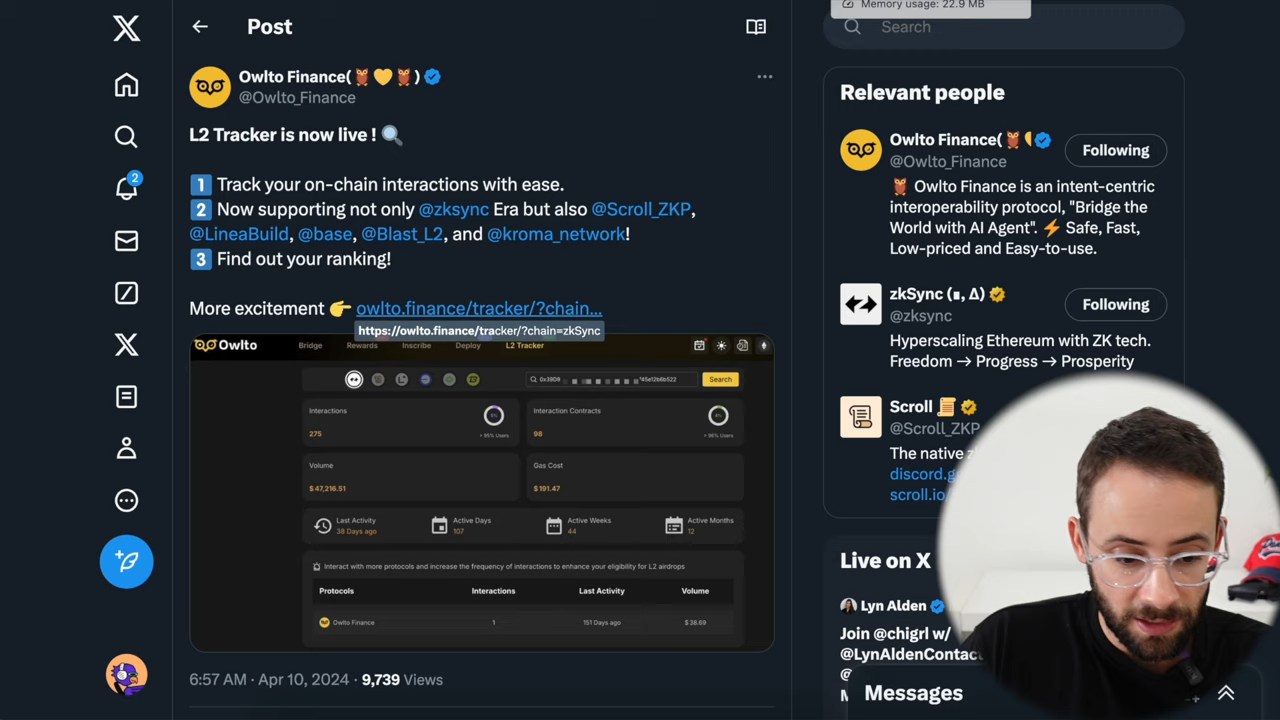 Memory usage: 22.9 MB
Post
Search
Owlto Finance(🦉💛🦉)
@Owlto_Finance
L2 Tracker is now live ! 🔍
1 Track your on-chain interactions with ease.
2 Now supporting not only @zksync Era but also @Scroll_ZKP,
@LineaBuild, @base, @Blast_L2, and @kroma_network!
3 Find out your ranking!
More excitement 👉 owlto.finance/tracker/?chain...
https://owlto.finance/tracker/?chain=zkSync
Owlto Bridge Rewards Inscribe Deploy L2 Tracker
Search
Interactions
275
> 85% Users
Interaction Contracts
98
> 96% Users
Volume
$ 47,216.51
Gas Cost
$ 191.47
Last Activity
38 Days ago
Active Days
107
Active Weeks
44
Active Months
12
Interact with more protocols and increase the frequency of interactions to enhance your eligibility for L2 airdrops
Protocols Interactions Last Activity Volume
Owlto Finance 1 151 Days ago $ 38.69
6:57 AM · Apr 10, 2024 · 9,739 Views
2
Relevant people
Owlto Finance(🦉
@Owlto_Finance
Following
🦉 Owlto Finance is an intent-centric
interoperability protocol, "Bridge the
World with AI Agent". ⚡ Safe, Fast,
Low-priced and Easy-to-use.
zkSync (∎, ∆)
@zksync
Following
Hyperscaling Ethereum with ZK tech.
Freedom → Progress → Prosperity
Scroll 📜
@Scroll_ZKP
The native
discord.g
scroll.io
Live on X
Lyn Alden
Join @chigrl w/
@LynAldenContact
Messages